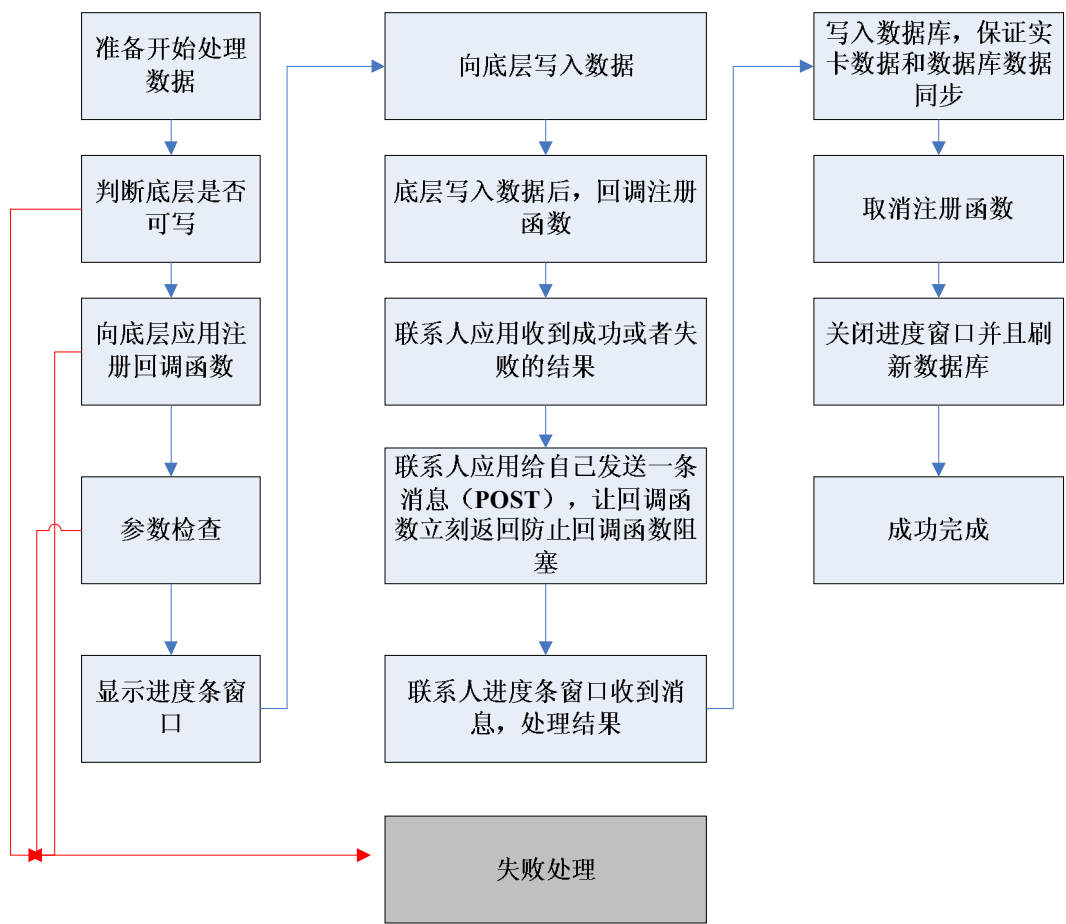 准备开始处理
数据
判断底层是否
可写
向底层应用注
册回调函数
参数检查
显示进度条窗
口
向底层写入数据
底层写入数据后，回调注册
函数
联系人应用收到成功或者失
败的结果
联系人应用给自己发送一条
消息（POST），让回调函
数立刻返回防止回调函数阻
塞
联系人进度条窗口收到消
息，处理结果
写入数据库，保证实
卡数据和数据库数据
同步
取消注册函数
关闭进度窗口并且刷
新数据库
成功完成
失败处理